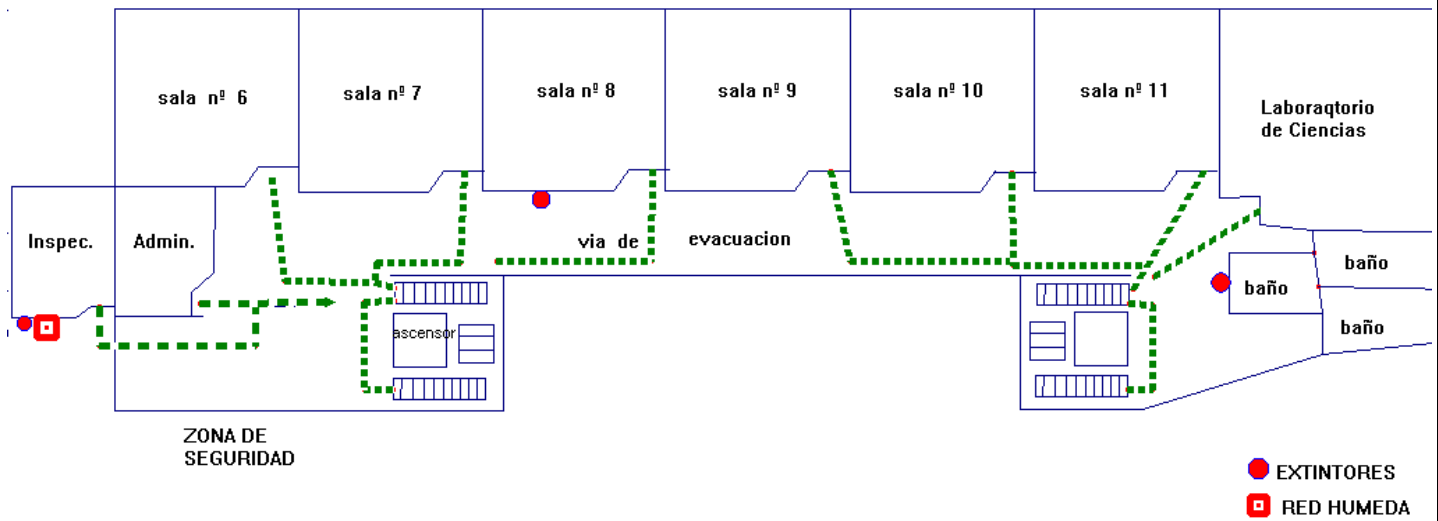 sala nº 6
sala nº 7
sala nº 8
sala nº 9
sala nº 10
sala nº 11
Laboraqtorio
de Ciencias
Inspec.
Admin.
via de
evacuacion
baño
baño
baño
ascensor
ZONA DE
SEGURIDAD
EXTINTORES
RED HUMEDA